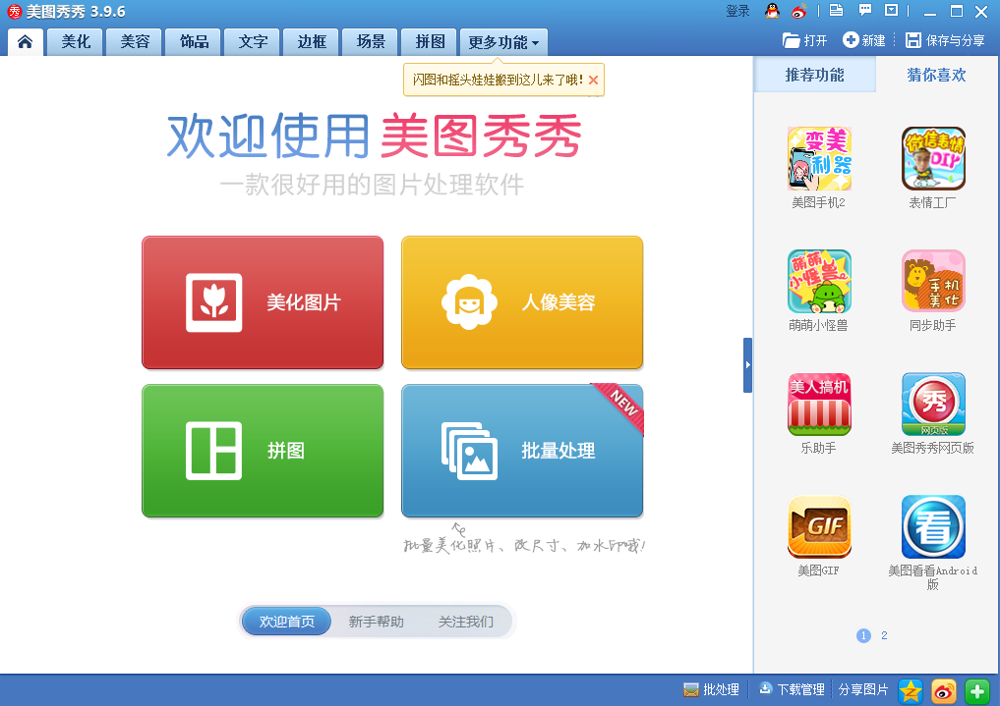 秀 美图秀秀 3.9.6
登录
美化 美容 饰品 文字 边框 场景 拼图 更多功能
打开 新建 保存与分享
闪图和摇头娃娃搬到这儿来了哦!
推荐功能 猜你喜欢
欢迎使用美图秀秀
一款很好用的图片处理软件
美化图片
人像美容
拼图
批量处理
NEW
批量美化照片、改尺寸、加水印哦!
欢迎首页 新手帮助 关注我们
变美利器
美图手机2
微信表情DIY
表情工厂
萌萌小怪兽
萌萌小怪兽
手机美化
同步助手
美人搞机
乐助手
秀
网页版
美图秀秀网页版
GIF
美图GIF
看
美图看看Android
版
1 2
批处理 下载管理 分享图片